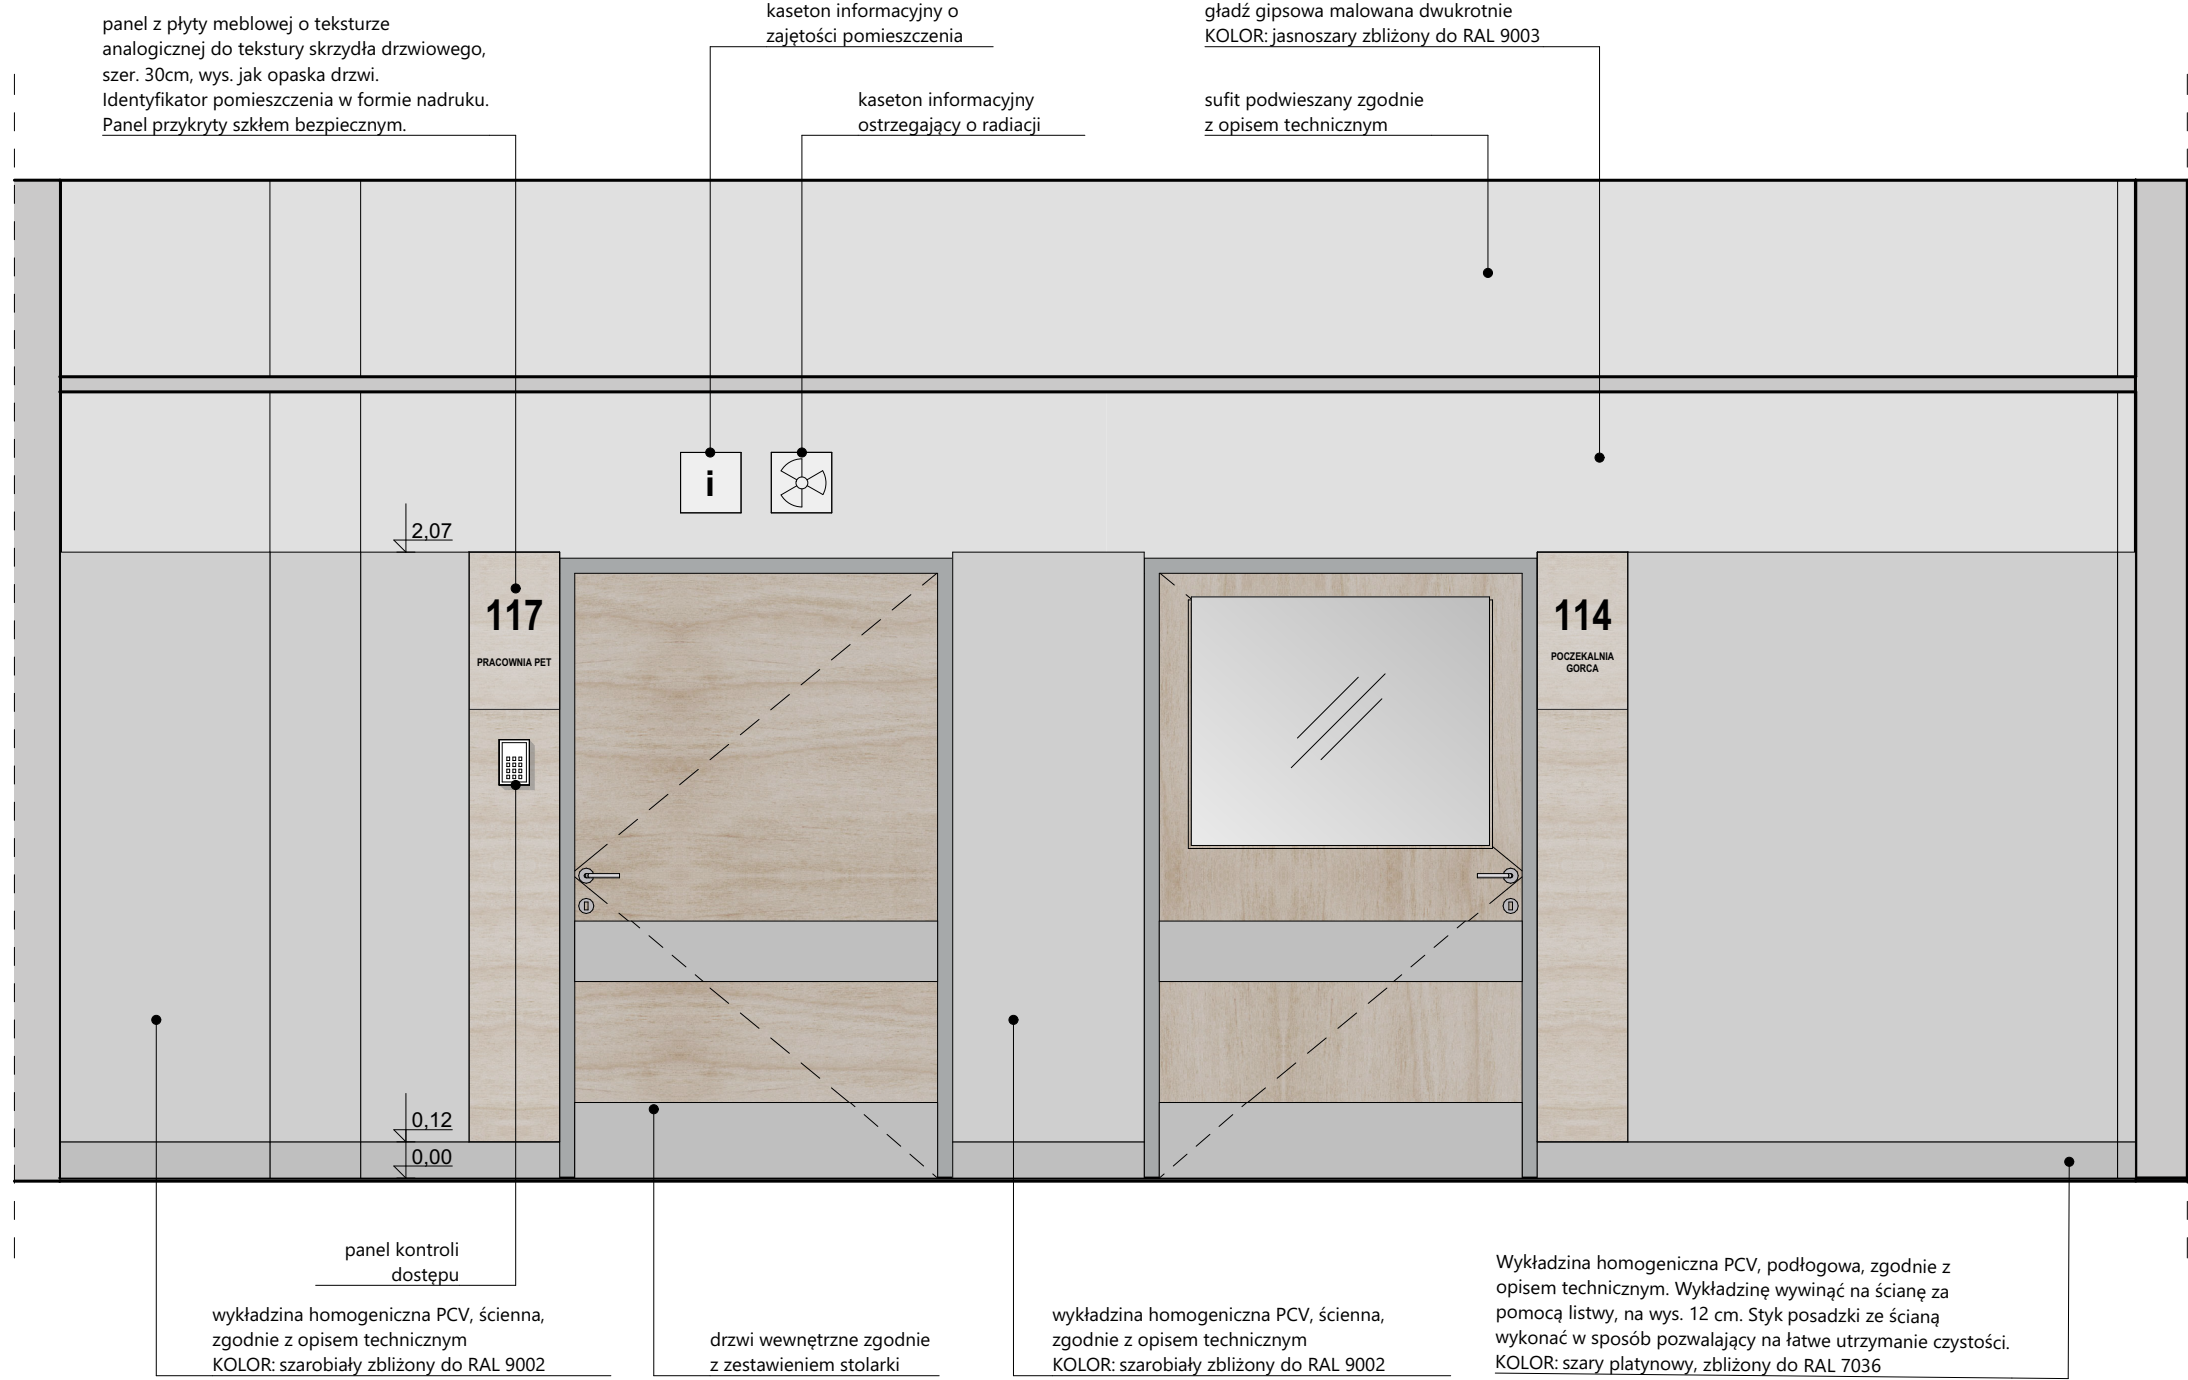 panel z płyty meblowej o teksturze
analogicznej do tekstury skrzydła drzwiowego,
szer. 30cm, wys. jak opaska drzwi.
Identyfikator pomieszczenia w formie nadruku.
Panel przykryty szkłem bezpiecznym.
kaseton informacyjny o
zajętości pomieszczenia
kaseton informacyjny
ostrzegający o radiacji
gładź gipsowa malowana dwukrotnie
KOLOR: jasnoszary zbliżony do RAL 9003
sufit podwieszany zgodnie
z opisem technicznym
i
2,07
117
PRACOWNIA PET
114
POCZEKALNIA
GORCA
0,12
0,00
panel kontroli
dostępu
wykładzina homogeniczna PCV, ścienna,
zgodnie z opisem technicznym
KOLOR: szarobiały zbliżony do RAL 9002
drzwi wewnętrzne zgodnie
z zestawieniem stolarki
wykładzina homogeniczna PCV, ścienna,
zgodnie z opisem technicznym
KOLOR: szarobiały zbliżony do RAL 9002
Wykładzina homogeniczna PCV, podłogowa, zgodnie z
opisem technicznym. Wykładzinę wywinąć na ścianę za
pomocą listwy, na wys. 12 cm. Styk posadzki ze ścianą
wykonać w sposób pozwalający na łatwe utrzymanie czystości.
KOLOR: szary platynowy, zbliżony do RAL 7036